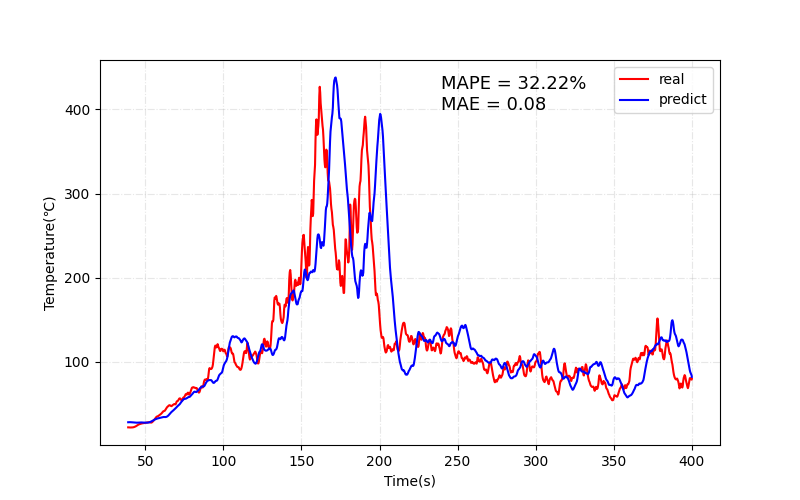 MAPE = 32.22%
MAE = 0.08
real
predict
Temperature(℃)
400
300
200
100
50
100
150
200
250
300
350
400
Time(s)